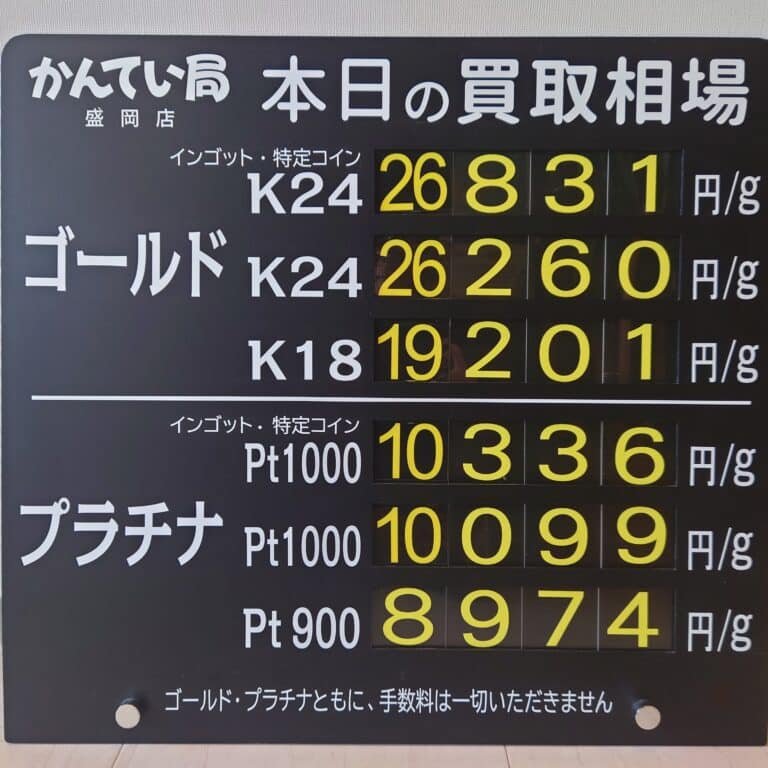 かんてい局 本日の買取相場
盛岡店
インゴット・特定コイン
K24 26831 円/g
ゴールド K24 26260 円/g
K18 19201 円/g
インゴット・特定コイン
Pt1000 10336 円/g
プラチナ Pt1000 10099 円/g
Pt 900 8974 円/g
ゴールド・プラチナともに、手数料は一切いただきません